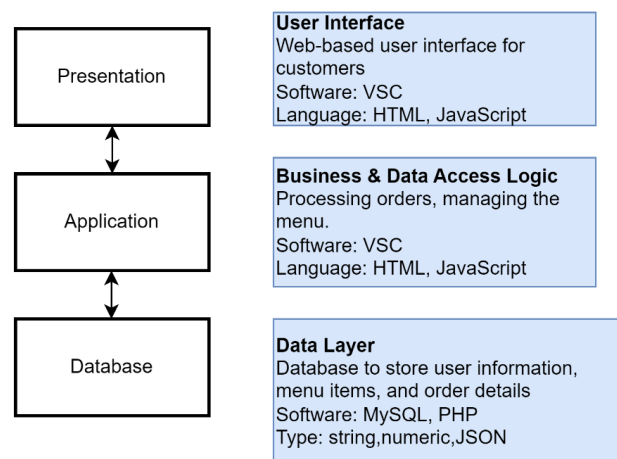 Presentation
User Interface
Web-based user interface for
customers
Software: VSC
Language: HTML, JavaScript
Application
Business & Data Access Logic
Processing orders, managing the
menu.
Software: VSC
Language: HTML, JavaScript
Database
Data Layer
Database to store user information,
menu items, and order details
Software: MySQL, PHP
Type: string,numeric,JSON